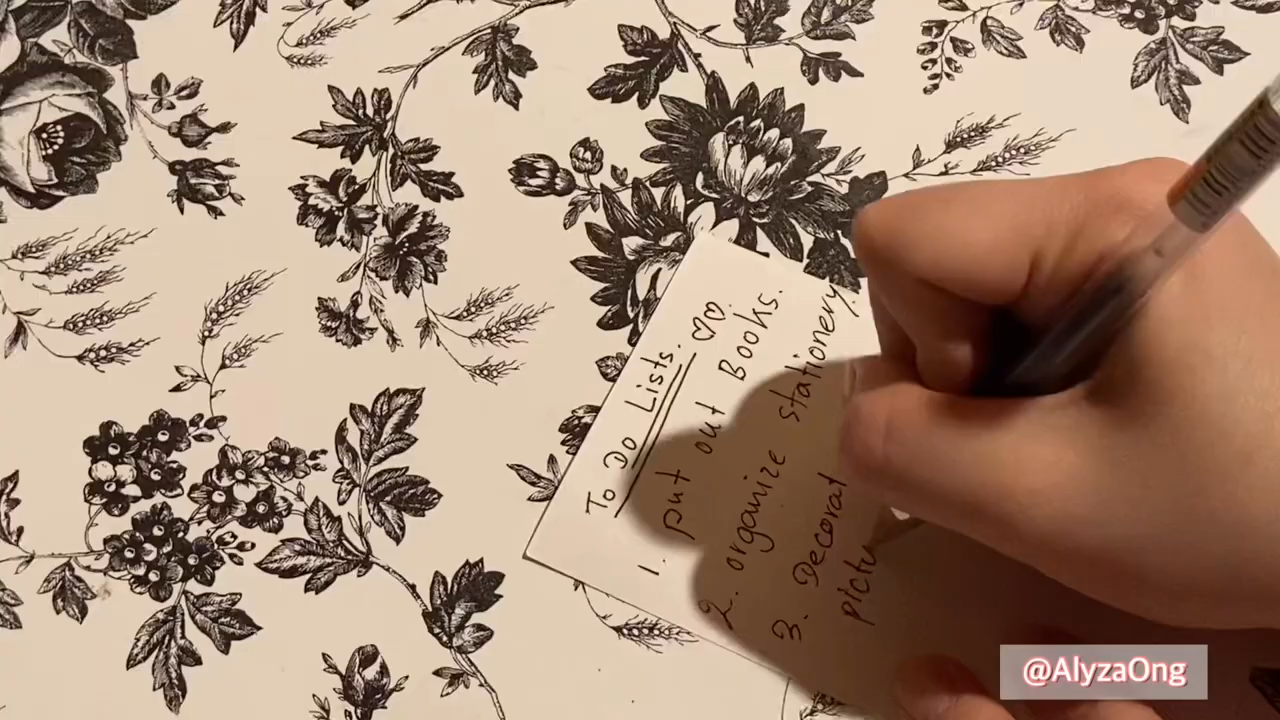 To Do Lists. ♡♡
1. put out Books.
2. organize stationery
3. Decorat
pictu
@AlyzaOng